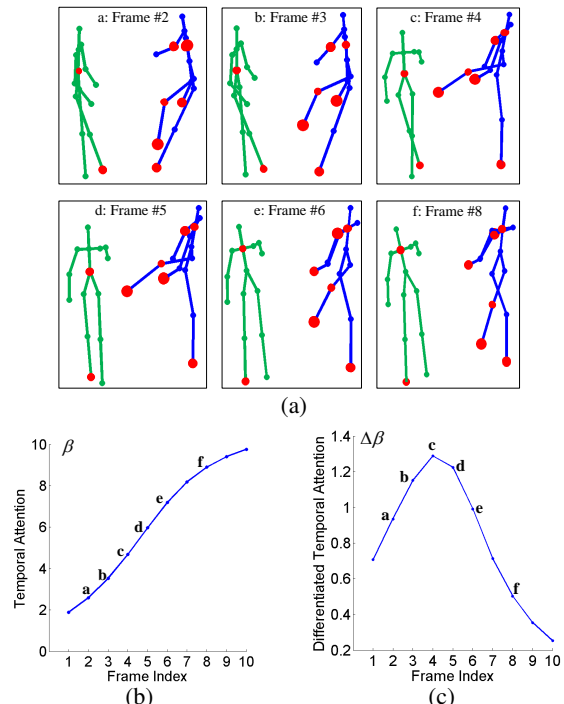 a: Frame #2
b: Frame #3
c: Frame #4
d: Frame #5
e: Frame #6
f: Frame #8
(a)
β
Temporal Attention
10
8
6
4
2
0
a
b
c
d
e
f
1 2 3 4 5 6 7 8 9 10
Frame Index
(b)
Δβ
Differentiated Temporal Attention
1.4
1.2
1
0.8
0.6
0.4
0.2
a
b
c
d
e
f
1 2 3 4 5 6 7 8 9 10
Frame Index
(c)